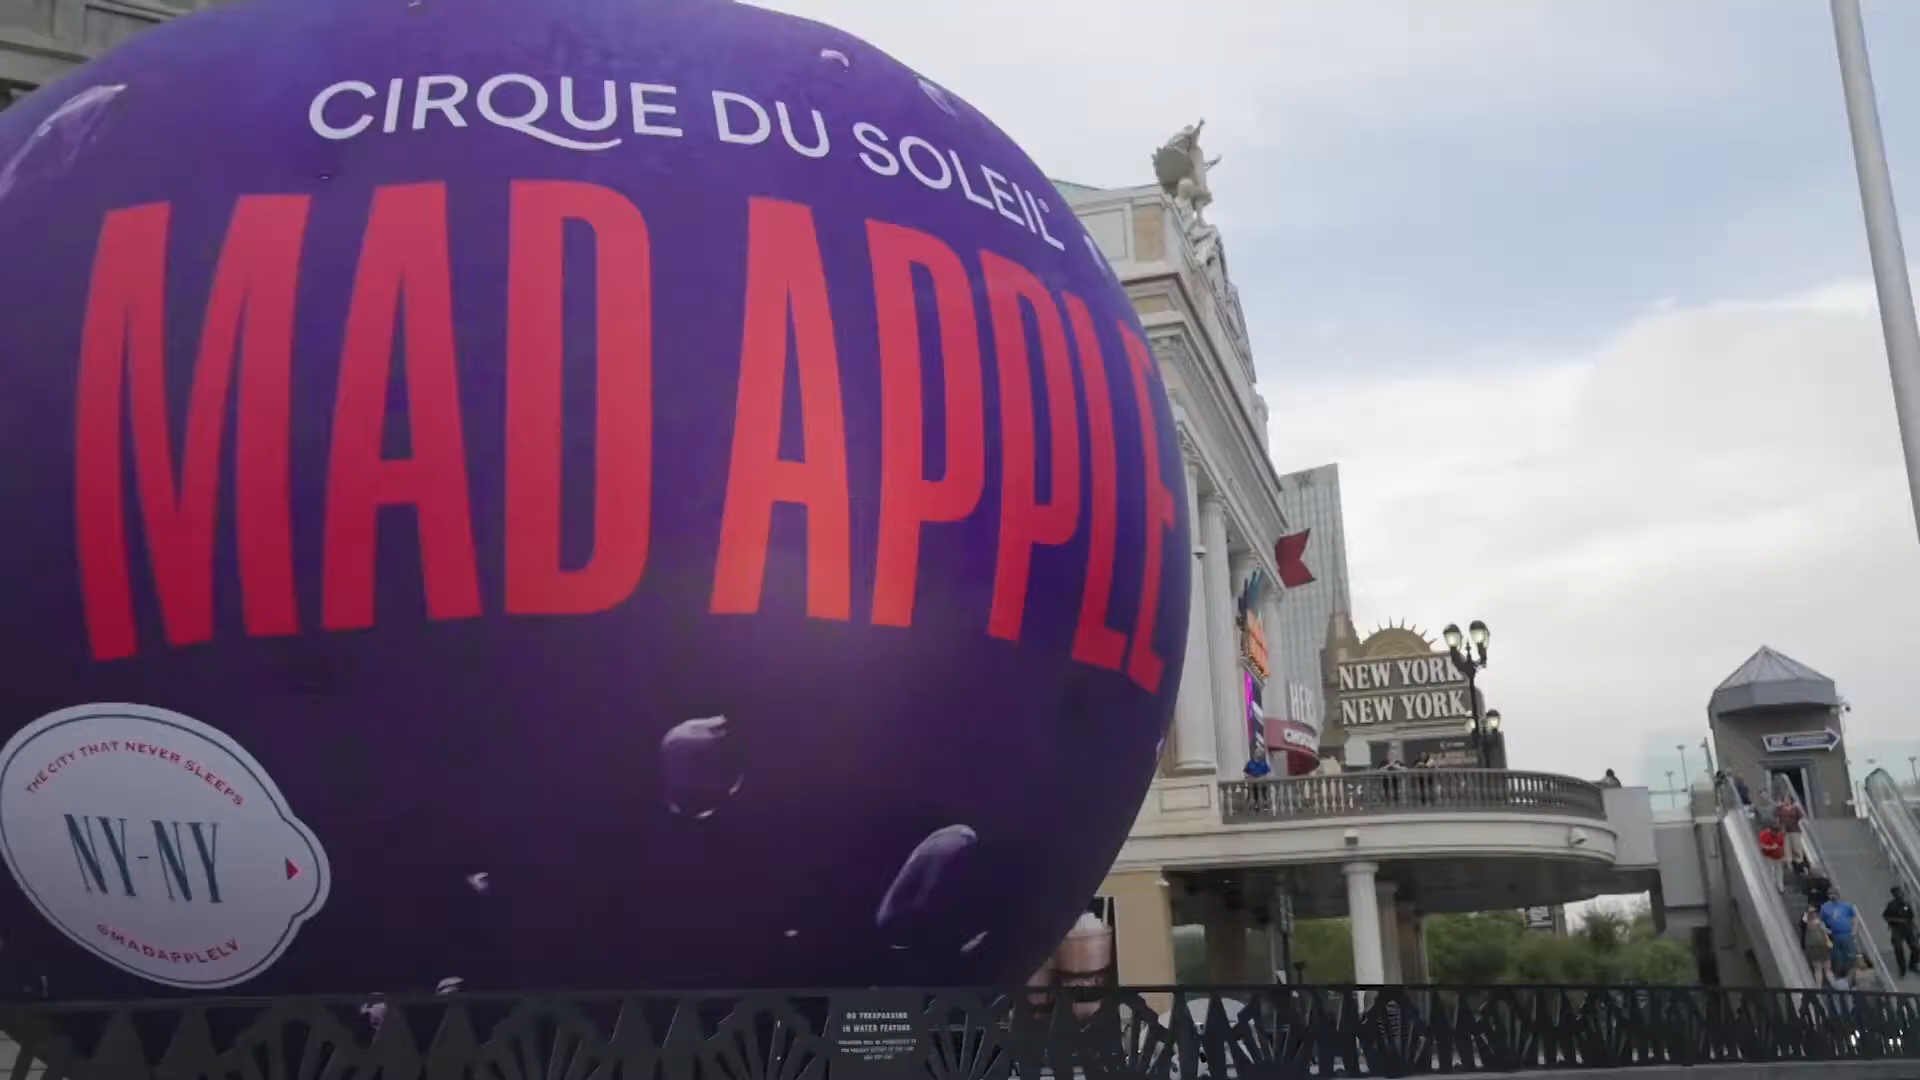 CIRQUE DU SOLEIL
MAD APPLE
THE CITY THAT NEVER SLEEPS
NY-NY
@MADAPPLELV
NEW YORK
NEW YORK
NO TRESPASSING
IN WATER FEATURE.